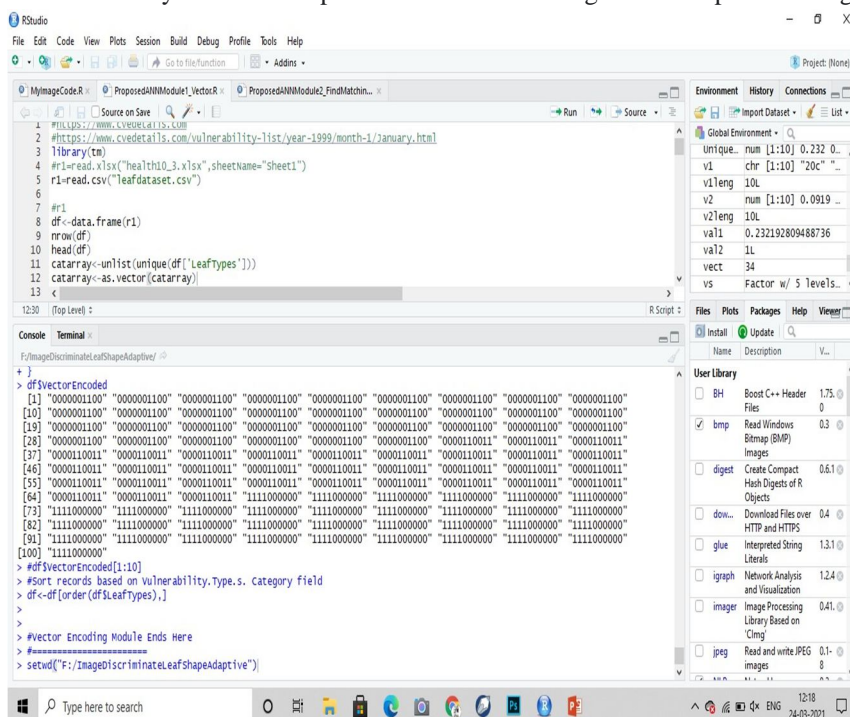 RStudio
File Edit Code View Plots Session Build Debug Profile Tools Help
Go to file/function Addins
Project: (None)
MyImageCode.R ProposedANNModule1_Vector.R ProposedANNModule2_FindMatchin...
Source on Save Run Source
1 #https://www.cvedetails.com
2 #https://www.cvedetails.com/vulnerability-list/year-1999/month-1/January.html
3 library(tm)
4 #r1=read.xlsx("health10_3.xlsx",sheetName="Sheet1")
5 r1=read.csv("leafdataset.csv")
6
7 #r1
8 df<-data.frame(r1)
9 nrow(df)
10 head(df)
11 catarray<-unlist(unique(df['LeafTypes']))
12 catarray<-as.vector(catarray)
13
12:30 (Top Level) R Script
Console Terminal
F:/ImageDiscriminateLeafShapeAdaptive/
+ }
> df$VectorEncoded
[1] "0000001100" "0000001100" "0000001100" "0000001100" "0000001100" "0000001100" "0000001100" "0000001100" "0000001100"
[10] "0000001100" "0000001100" "0000001100" "0000001100" "0000001100" "0000001100" "0000001100" "0000001100" "0000001100"
[19] "0000001100" "0000001100" "0000001100" "0000001100" "0000001100" "0000001100" "0000001100" "0000001100" "0000001100"
[28] "0000001100" "0000001100" "0000001100" "0000001100" "0000001100" "0000001100" "0000110011" "0000110011" "0000110011"
[37] "0000110011" "0000110011" "0000110011" "0000110011" "0000110011" "0000110011" "0000110011" "0000110011" "0000110011"
[46] "0000110011" "0000110011" "0000110011" "0000110011" "0000110011" "0000110011" "0000110011" "0000110011" "0000110011"
[55] "0000110011" "0000110011" "0000110011" "0000110011" "0000110011" "0000110011" "0000110011" "0000110011" "0000110011"
[64] "0000110011" "0000110011" "0000110011" "1111000000" "1111000000" "1111000000" "1111000000" "1111000000" "1111000000"
[73] "1111000000" "1111000000" "1111000000" "1111000000" "1111000000" "1111000000" "1111000000" "1111000000" "1111000000"
[82] "1111000000" "1111000000" "1111000000" "1111000000" "1111000000" "1111000000" "1111000000" "1111000000" "1111000000"
[91] "1111000000" "1111000000" "1111000000" "1111000000" "1111000000" "1111000000" "1111000000" "1111000000" "1111000000"
[100] "1111000000"
> #df$VectorEncoded[1:10]
> #Sort records based on Vulnerability.Type.s. Category field
> df<-df[order(df$LeafTypes),]
>
>
> #Vector Encoding Module Ends Here
> #======================
> setwd("F:/ImageDiscriminateLeafShapeAdaptive")
Environment History Connections
Import Dataset List
Global Environment
Unique... num [1:10] 0.232 0...
v1 chr [1:10] "20c" "...
v1leng 10L
v2 num [1:10] 0.0919 ...
v2leng 10L
val1 0.232192809488736
val2 1L
vect 34
vs Factor w/ 5 levels...
Files Plots Packages Help Viewer
Install Update
Name Description V...
User Library
BH Boost C++ Header Files 1.75.0
bmp Read Windows Bitmap (BMP) Images 0.3
digest Create Compact Hash Digests of R Objects 0.6.1
dow... Download Files over HTTP and HTTPS 0.4
glue Interpreted String Literals 1.3.1
igraph Network Analysis and Visualization 1.2.4
imager Image Processing Library Based on 'CImg' 0.41.
jpeg Read and write JPEG images 0.1-8
Type here to search
ENG 12:18
24-03-2021